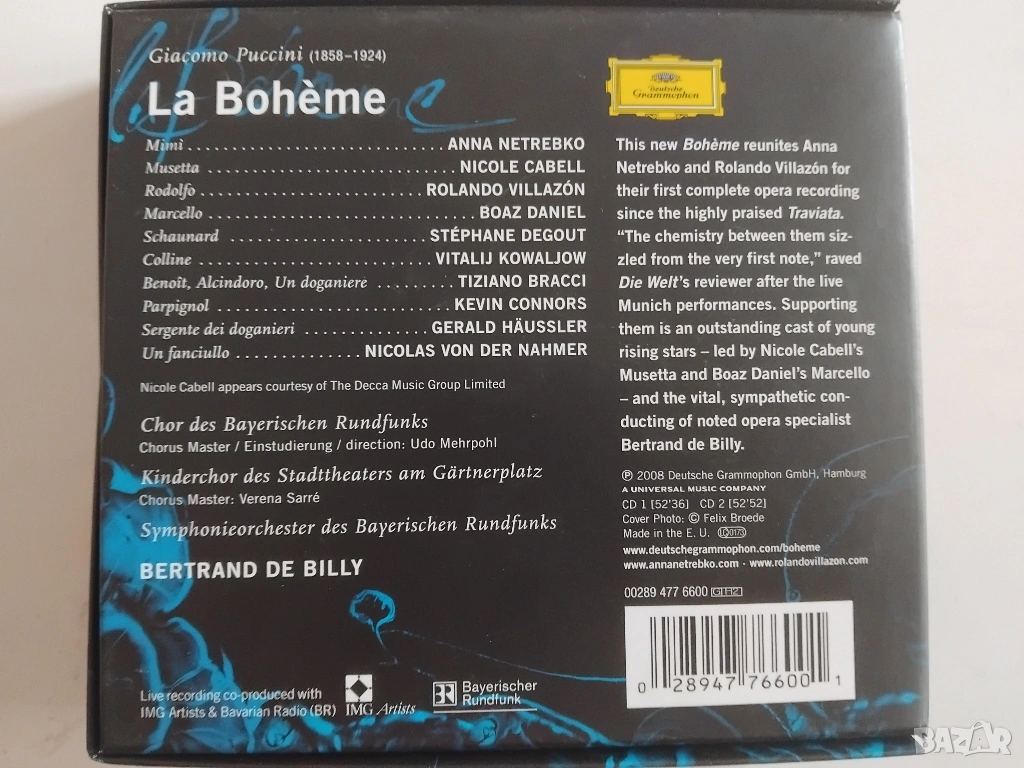 Giacomo Puccini (1858–1924)
La Bohème
Mimì ............................ ANNA NETREBKO
Musetta ............................ NICOLE CABELL
Rodolfo ........................ ROLANDO VILLAZÓN
Marcello ............................ BOAZ DANIEL
Schaunard ..................... STÉPHANE DEGOUT
Colline ........................ VITALIJ KOWALJOW
Benoît, Alcindoro, Un doganiere ......... TIZIANO BRACCI
Parpignol ........................ KEVIN CONNORS
Sergente dei doganieri ............. GERALD HÄUSSLER
Un fanciullo .............. NICOLAS VON DER NAHMER
Nicole Cabell appears courtesy of The Decca Music Group Limited
Chor des Bayerischen Rundfunks
Chorus Master / Einstudierung / direction: Udo Mehrpohl
Kinderchor des Stadttheaters am Gärtnerplatz
Chorus Master: Verena Sarré
Symphonieorchester des Bayerischen Rundfunks
BERTRAND DE BILLY
Live recording co-produced with
IMG Artists & Bavarian Radio (BR)
IMG Artists
BR Bayerischer
Rundfunk
Deutsche
Grammophon
This new Bohème reunites Anna
Netrebko and Rolando Villazón for
their first complete opera recording
since the highly praised Traviata.
“The chemistry between them siz-
zled from the very first note,” raved
Die Welt’s reviewer after the live
Munich performances. Supporting
them is an outstanding cast of young
rising stars – led by Nicole Cabell’s
Musetta and Boaz Daniel’s Marcello
– and the vital, sympathetic con-
ducting of noted opera specialist
Bertrand de Billy.
℗ 2008 Deutsche Grammophon GmbH, Hamburg
A UNIVERSAL MUSIC COMPANY
CD 1 [52'36] CD 2 [52'52]
Cover Photo: © Felix Broede
Made in the E. U. LC 0173
www.deutschegrammophon.com/boheme
www.annanetrebko.com · www.rolandovillazon.com
00289 477 6600 GH2
0 28947 76600 1
BAZAR